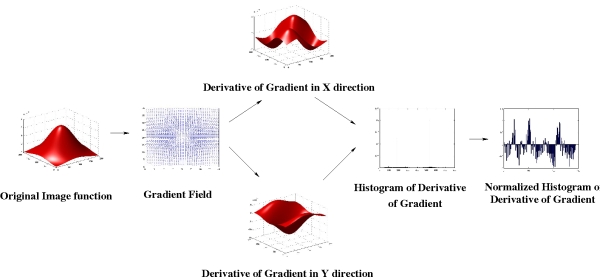 Derivative of Gradient in X direction
Original Image function
Gradient Field
Histogram of Derivative
of Gradient
Normalized Histogram o
Derivative of Gradient
Derivative of Gradient in Y direction